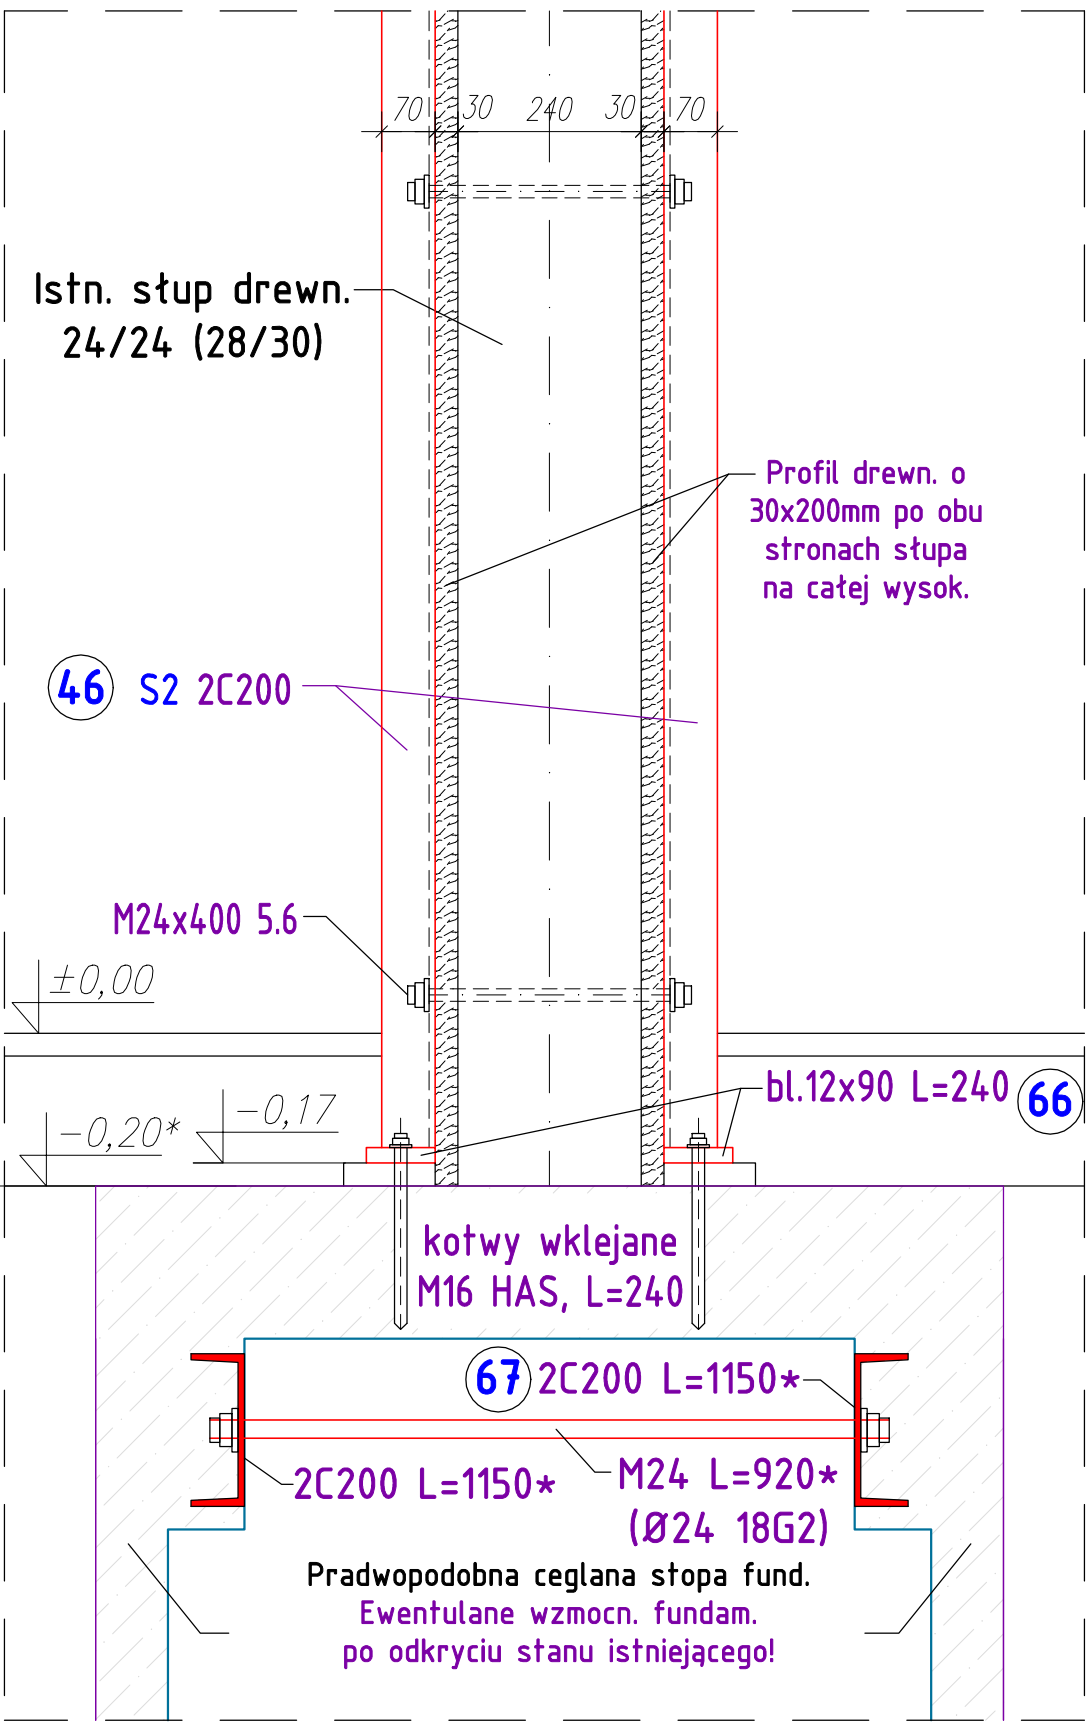 70 30 240 30 70
Istn. słup drewn.
24/24 (28/30)
Profil drewn. o
30x200mm po obu
stronach słupa
na całej wysok.
46 S2 2C200
M24x400 5.6
±0,00
bl.12x90 L=240 66
-0,17
-0,20*
kotwy wklejane
M16 HAS, L=240
67 2C200 L=1150*
2C200 L=1150*
M24 L=920*
(Ø24 18G2)
Pradwopodobna ceglana stopa fund.
Ewentulane wzmocn. fundam.
po odkryciu stanu istniejącego!